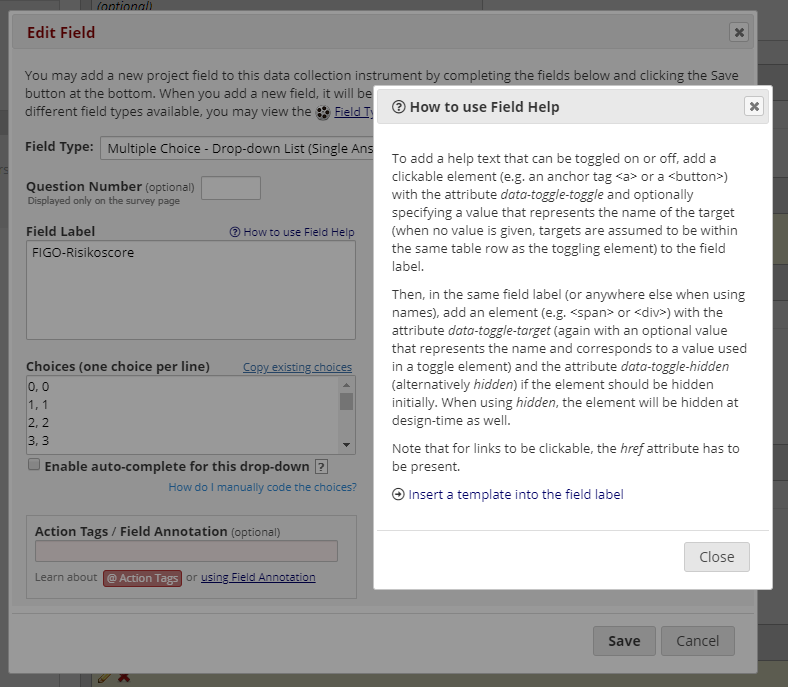 (optional)
Edit Field
You may add a new project field to this data collection instrument by completing the fields below and clicking the Save
button at the bottom. When you add a new field, it will be
different field types available, you may view the Field Ty
Field Type: Multiple Choice - Drop-down List (Single Ans
Question Number (optional)
Displayed only on the survey page
Field Label How to use Field Help
FIGO-Risikoscore
Choices (one choice per line) Copy existing choices
0, 0
1, 1
2, 2
3, 3
Enable auto-complete for this drop-down ?
How do I manually code the choices?
Action Tags / Field Annotation (optional)
Learn about @ Action Tags or using Field Annotation
Save Cancel
How to use Field Help
To add a help text that can be toggled on or off, add a
clickable element (e.g. an anchor tag <a> or a <button>)
with the attribute data-toggle-toggle and optionally
specifying a value that represents the name of the target
(when no value is given, targets are assumed to be within
the same table row as the toggling element) to the field
label.
Then, in the same field label (or anywhere else when using
names), add an element (e.g. <span> or <div>) with the
attribute data-toggle-target (again with an optional value
that represents the name and corresponds to a value used
in a toggle element) and the attribute data-toggle-hidden
(alternatively hidden) if the element should be hidden
initially. When using hidden, the element will be hidden at
design-time as well.
Note that for links to be clickable, the href attribute has to
be present.
Insert a template into the field label
Close